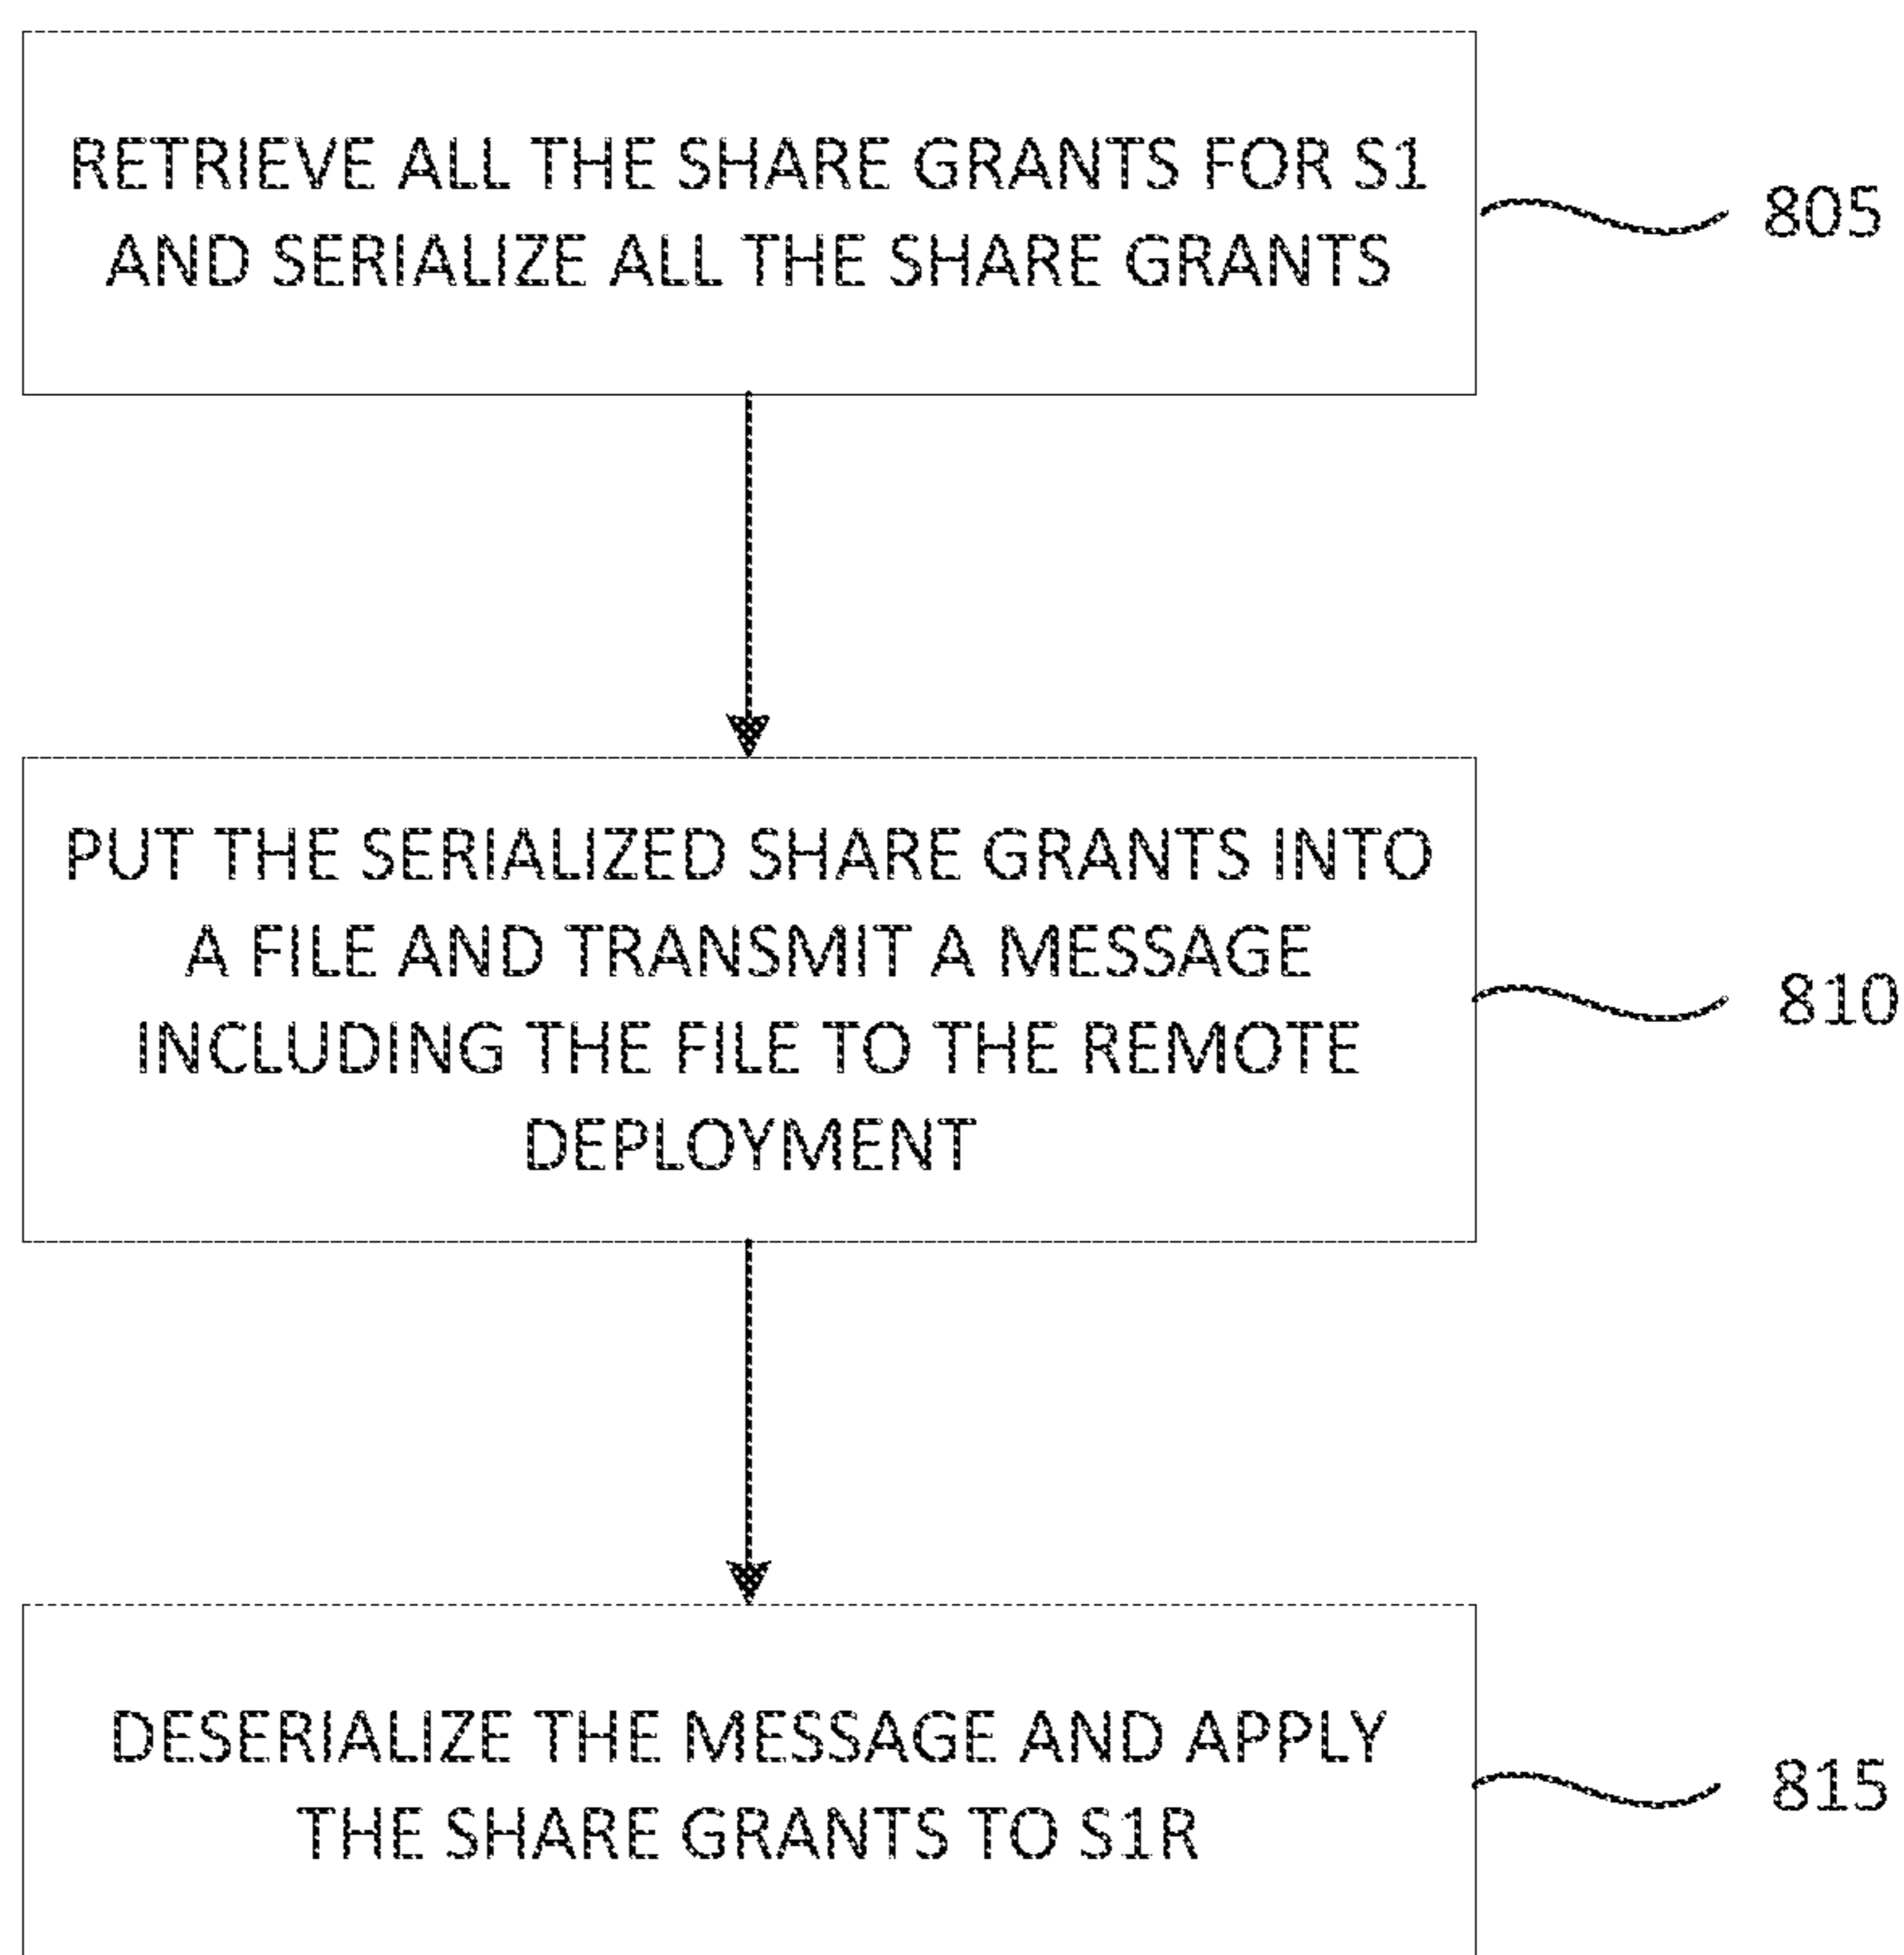 RETRIEVE ALL THE SHARE GRANTS FOR S1
AND SERIALIZE ALL THE SHARE GRANTS
805
PUT THE SERIALIZED SHARE GRANTS INTO
A FILE AND TRANSMIT A MESSAGE
INCLUDING THE FILE TO THE REMOTE
DEPLOYMENT
810
DESERIALIZE THE MESSAGE AND APPLY
THE SHARE GRANTS TO S1R
815